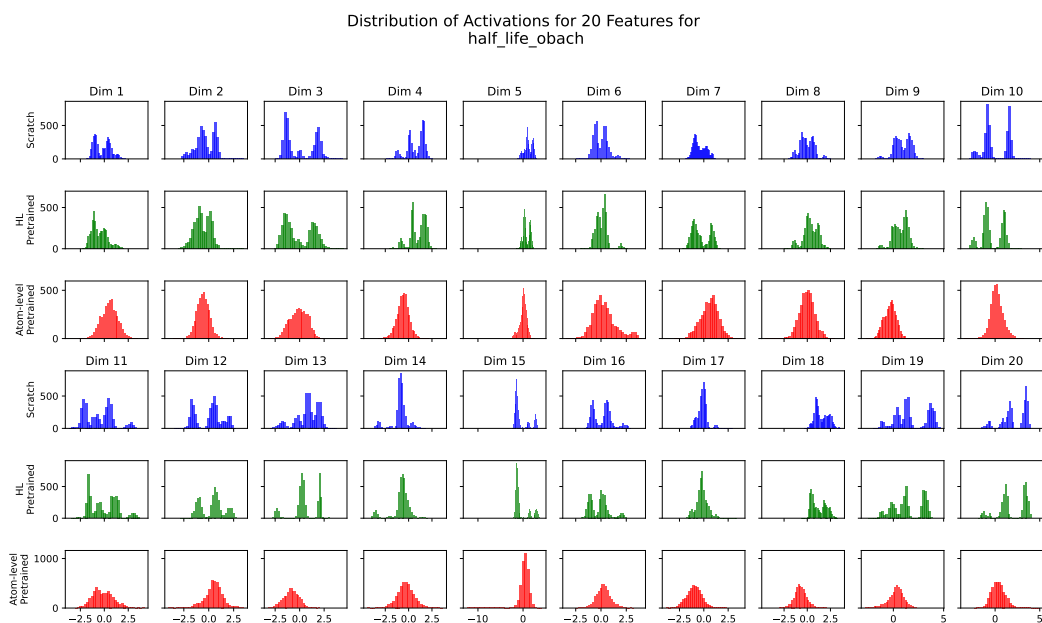 Distribution of Activations for 20 Features for
half_life_obach
Dim 1 Dim 2 Dim 3 Dim 4 Dim 5 Dim 6 Dim 7 Dim 8 Dim 9 Dim 10
Scratch
500
0
HL
Pretrained
500
0
Atom-level
Pretrained
500
0
Dim 11 Dim 12 Dim 13 Dim 14 Dim 15 Dim 16 Dim 17 Dim 18 Dim 19 Dim 20
Scratch
500
0
HL
Pretrained
500
0
Atom-level
Pretrained
1000
0
−2.5 0.0 2.5 −2.5 0.0 2.5 −2.5 0.0 2.5 −2.5 0.0 2.5 −10 0 −2.5 0.0 2.5 −2.5 0.0 2.5 −2.5 0.0 2.5 0 5 0 5